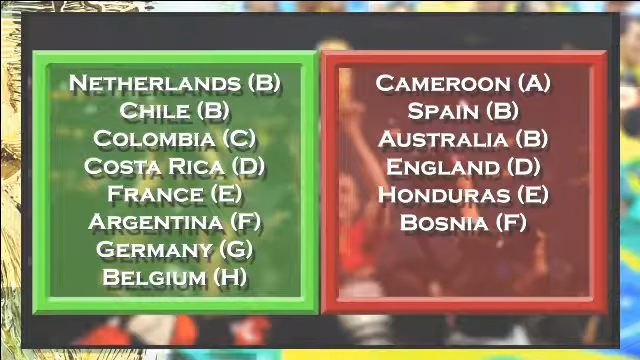 Netherlands (B)
Chile (B)
Colombia (C)
Costa Rica (D)
France (E)
Argentina (F)
Germany (G)
Belgium (H)
Cameroon (A)
Spain (B)
Australia (B)
England (D)
Honduras (E)
Bosnia (F)